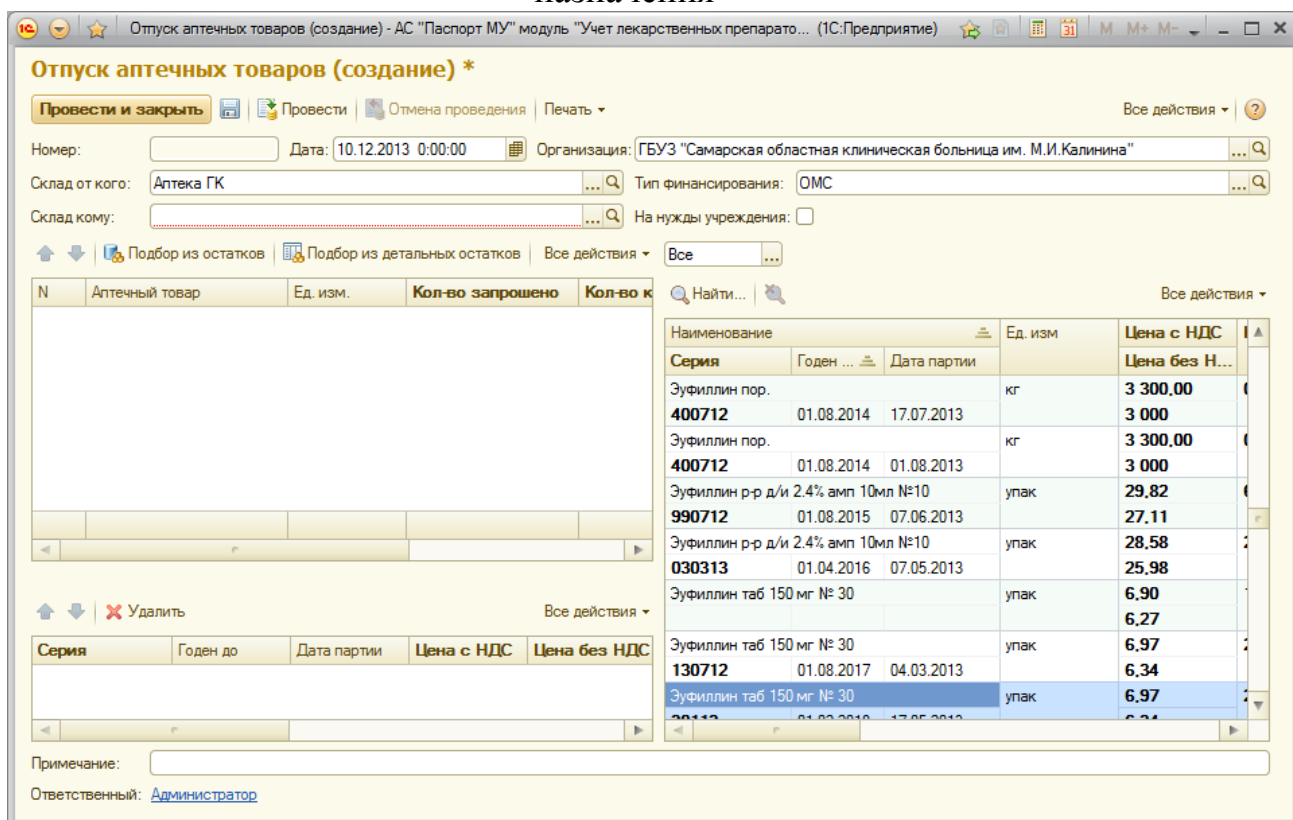 Отпуск аптечных товаров (создание) - АС "Паспорт МУ" модуль "Учет лекарственных препарато... (1С:Предприятие) 31 M M+ M-
Отпуск аптечных товаров (создание) *
Провести и закрыть Провести Отмена проведения Печать Все действия ?
Номер: Дата: 10.12.2013 0:00:00 Организация: ГБУЗ "Самарская областная клиническая больница им. М.И.Калинина" ...
Склад от кого: Аптека ГК ... Тип финансирования: ОМС ...
Склад кому: ... На нужды учреждения:
Подбор из остатков Подбор из детальных остатков Все действия Все ...
N Аптечный товар Ед. изм. Кол-во запрошено Кол-во к
Найти... Все действия
Наименование Ед. изм Цена с НДС
Серия Годен ... Дата партии Цена без Н...
Эуфиллин пор. кг 3 300,00
400712 01.08.2014 17.07.2013 3 000
Эуфиллин пор. кг 3 300,00
400712 01.08.2014 01.08.2013 3 000
Эуфиллин р-р д/и 2.4% амп 10мл №10 упак 29,82
990712 01.08.2015 07.06.2013 27,11
Эуфиллин р-р д/и 2.4% амп 10мл №10 упак 28,58
030313 01.04.2016 07.05.2013 25,98
Эуфиллин таб 150 мг № 30 упак 6,90
6,27
Эуфиллин таб 150 мг № 30 упак 6,97
130712 01.08.2017 04.03.2013 6,34
Эуфиллин таб 150 мг № 30 упак 6,97
Удалить Все действия
Серия Годен до Дата партии Цена с НДС Цена без НДС
Примечание:
Ответственный: Администратор